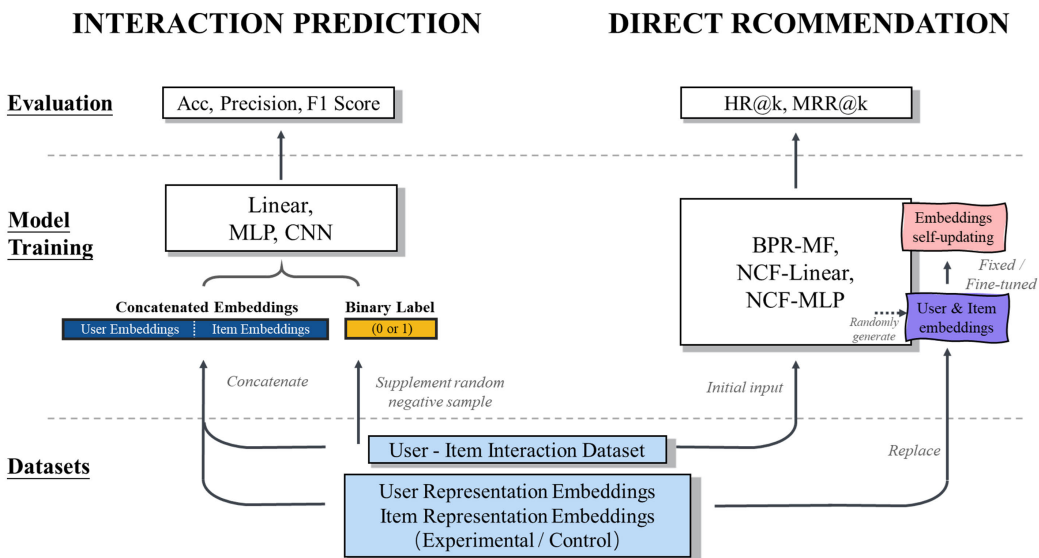 INTERACTION PREDICTION
DIRECT RCOMMENDATION
Evaluation
Acc, Precision, F1 Score
HR@k, MRR@k
Model
Training
Linear,
MLP, CNN
BPR-MF,
NCF-Linear,
NCF-MLP
Embeddings
self-updating
Fixed /
Fine-tuned
Randomly
generate
User & Item
embeddings
Concatenated Embeddings
User Embeddings
Item Embeddings
Binary Label
(0 or 1)
Concatenate
Supplement random
negative sample
Initial input
Replace
Datasets
User - Item Interaction Dataset
User Representation Embeddings
Item Representation Embeddings
(Experimental / Control)